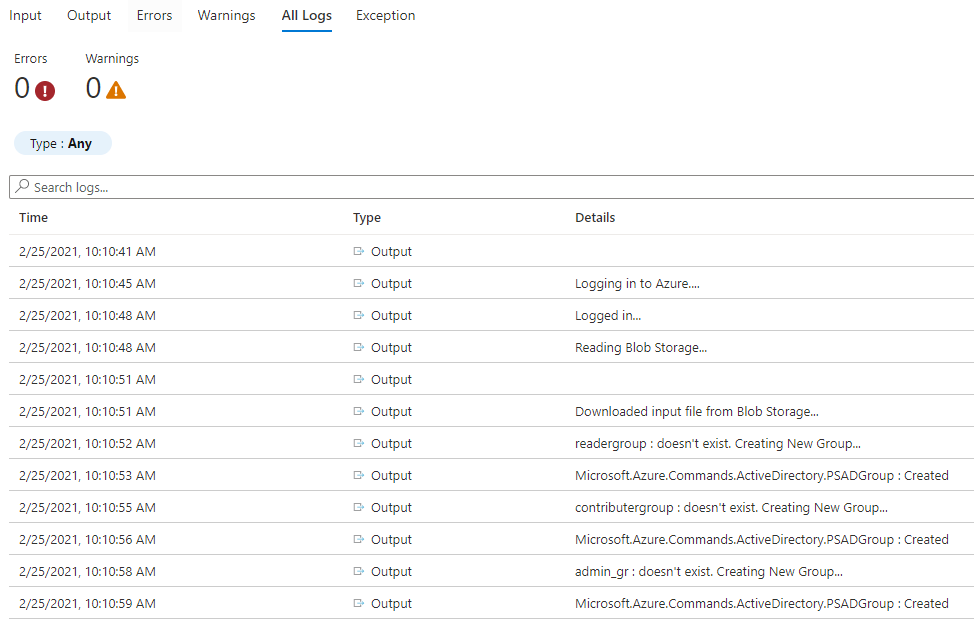 Input Output Errors Warnings All Logs Exception
Errors Warnings
0 0
Type : Any
Search logs...
Time Type Details
2/25/2021, 10:10:41 AM Output
2/25/2021, 10:10:45 AM Output Logging in to Azure....
2/25/2021, 10:10:48 AM Output Logged in...
2/25/2021, 10:10:48 AM Output Reading Blob Storage...
2/25/2021, 10:10:51 AM Output
2/25/2021, 10:10:51 AM Output Downloaded input file from Blob Storage...
2/25/2021, 10:10:52 AM Output readergroup : doesn't exist. Creating New Group...
2/25/2021, 10:10:53 AM Output Microsoft.Azure.Commands.ActiveDirectory.PSADGroup : Created
2/25/2021, 10:10:55 AM Output contributergroup : doesn't exist. Creating New Group...
2/25/2021, 10:10:56 AM Output Microsoft.Azure.Commands.ActiveDirectory.PSADGroup : Created
2/25/2021, 10:10:58 AM Output admin_gr : doesn't exist. Creating New Group...
2/25/2021, 10:10:59 AM Output Microsoft.Azure.Commands.ActiveDirectory.PSADGroup : Created